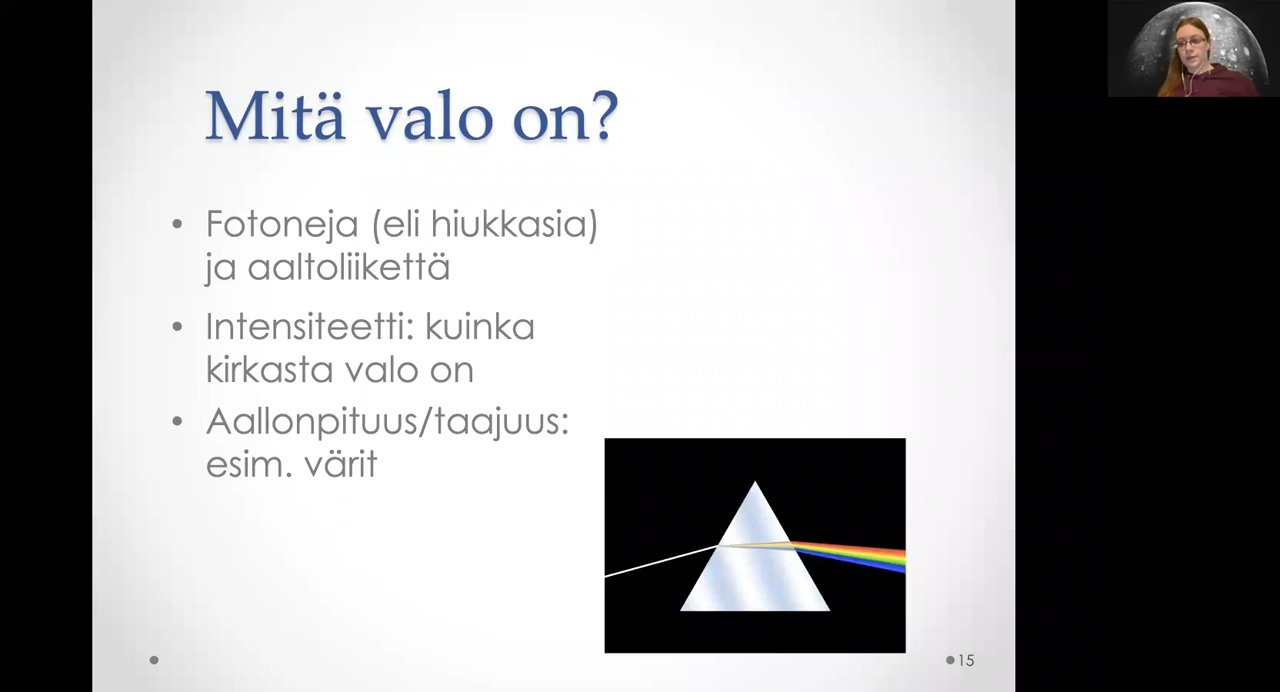 Mitä valo on?
• Fotoneja (eli hiukkasia)
ja aaltoliikettä
• Intensiteetti: kuinka
kirkasta valo on
• Aallonpituus/taajuus:
esim. värit
15